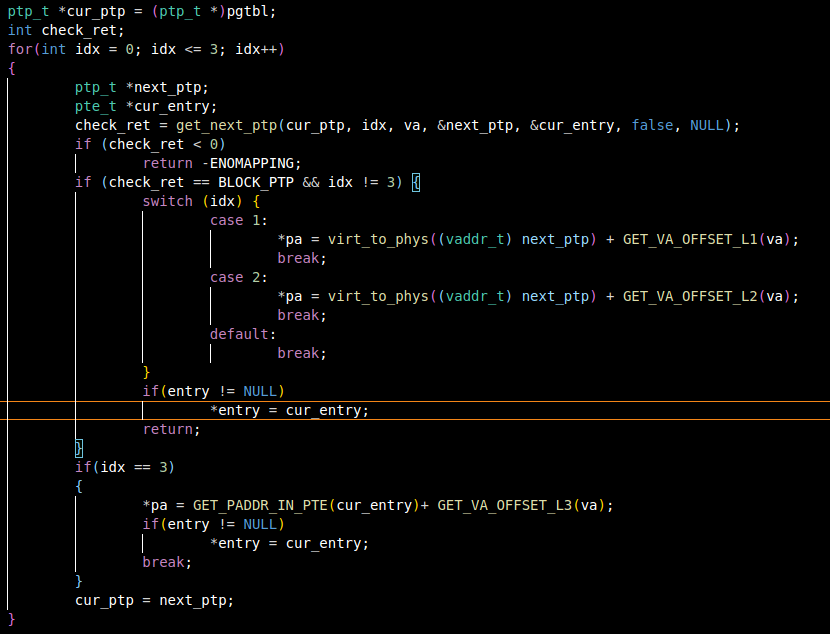 ptp_t *cur_ptp = (ptp_t *)pgtbl;
int check_ret;
for(int idx = 0; idx <= 3; idx++)
{
        ptp_t *next_ptp;
        pte_t *cur_entry;
        check_ret = get_next_ptp(cur_ptp, idx, va, &next_ptp, &cur_entry, false, NULL);
        if (check_ret < 0)
                return -ENOMAPPING;
        if (check_ret == BLOCK_PTP && idx != 3) {
                switch (idx) {
                        case 1:
                                *pa = virt_to_phys((vaddr_t) next_ptp) + GET_VA_OFFSET_L1(va);
                                break;
                        case 2:
                                *pa = virt_to_phys((vaddr_t) next_ptp) + GET_VA_OFFSET_L2(va);
                                break;
                        default:
                                break;
                }
                if(entry != NULL)
                        *entry = cur_entry;
                return;
        }
        if(idx == 3)
        {
                *pa = GET_PADDR_IN_PTE(cur_entry)+ GET_VA_OFFSET_L3(va);
                if(entry != NULL)
                        *entry = cur_entry;
                break;
        }
        cur_ptp = next_ptp;
}